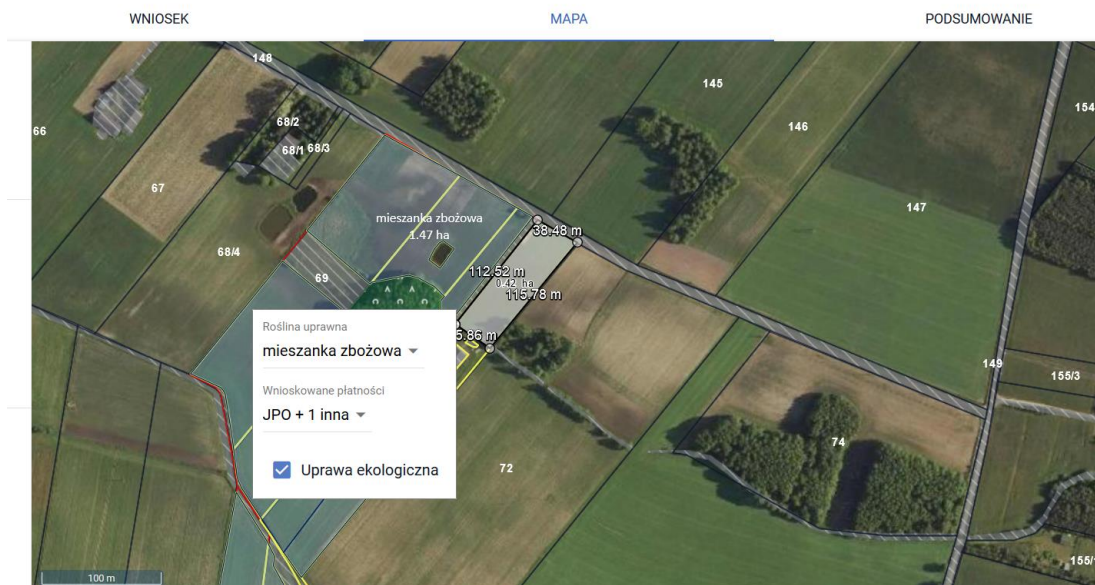 WNIOSEK
MAPA
PODSUMOWANIE
148
145
154
66
68/2
146
68/1 68/3
67
147
mieszanka zbożowa
1.47 ha
38.48 m
68/4
69
112.52 m
0.42 ha
115.78 m
5.86 m
Roślina uprawna
mieszanka zbożowa
Wnioskowane płatności
JPO + 1 inna
Uprawa ekologiczna
149
155/3
74
72
155/1
100 m